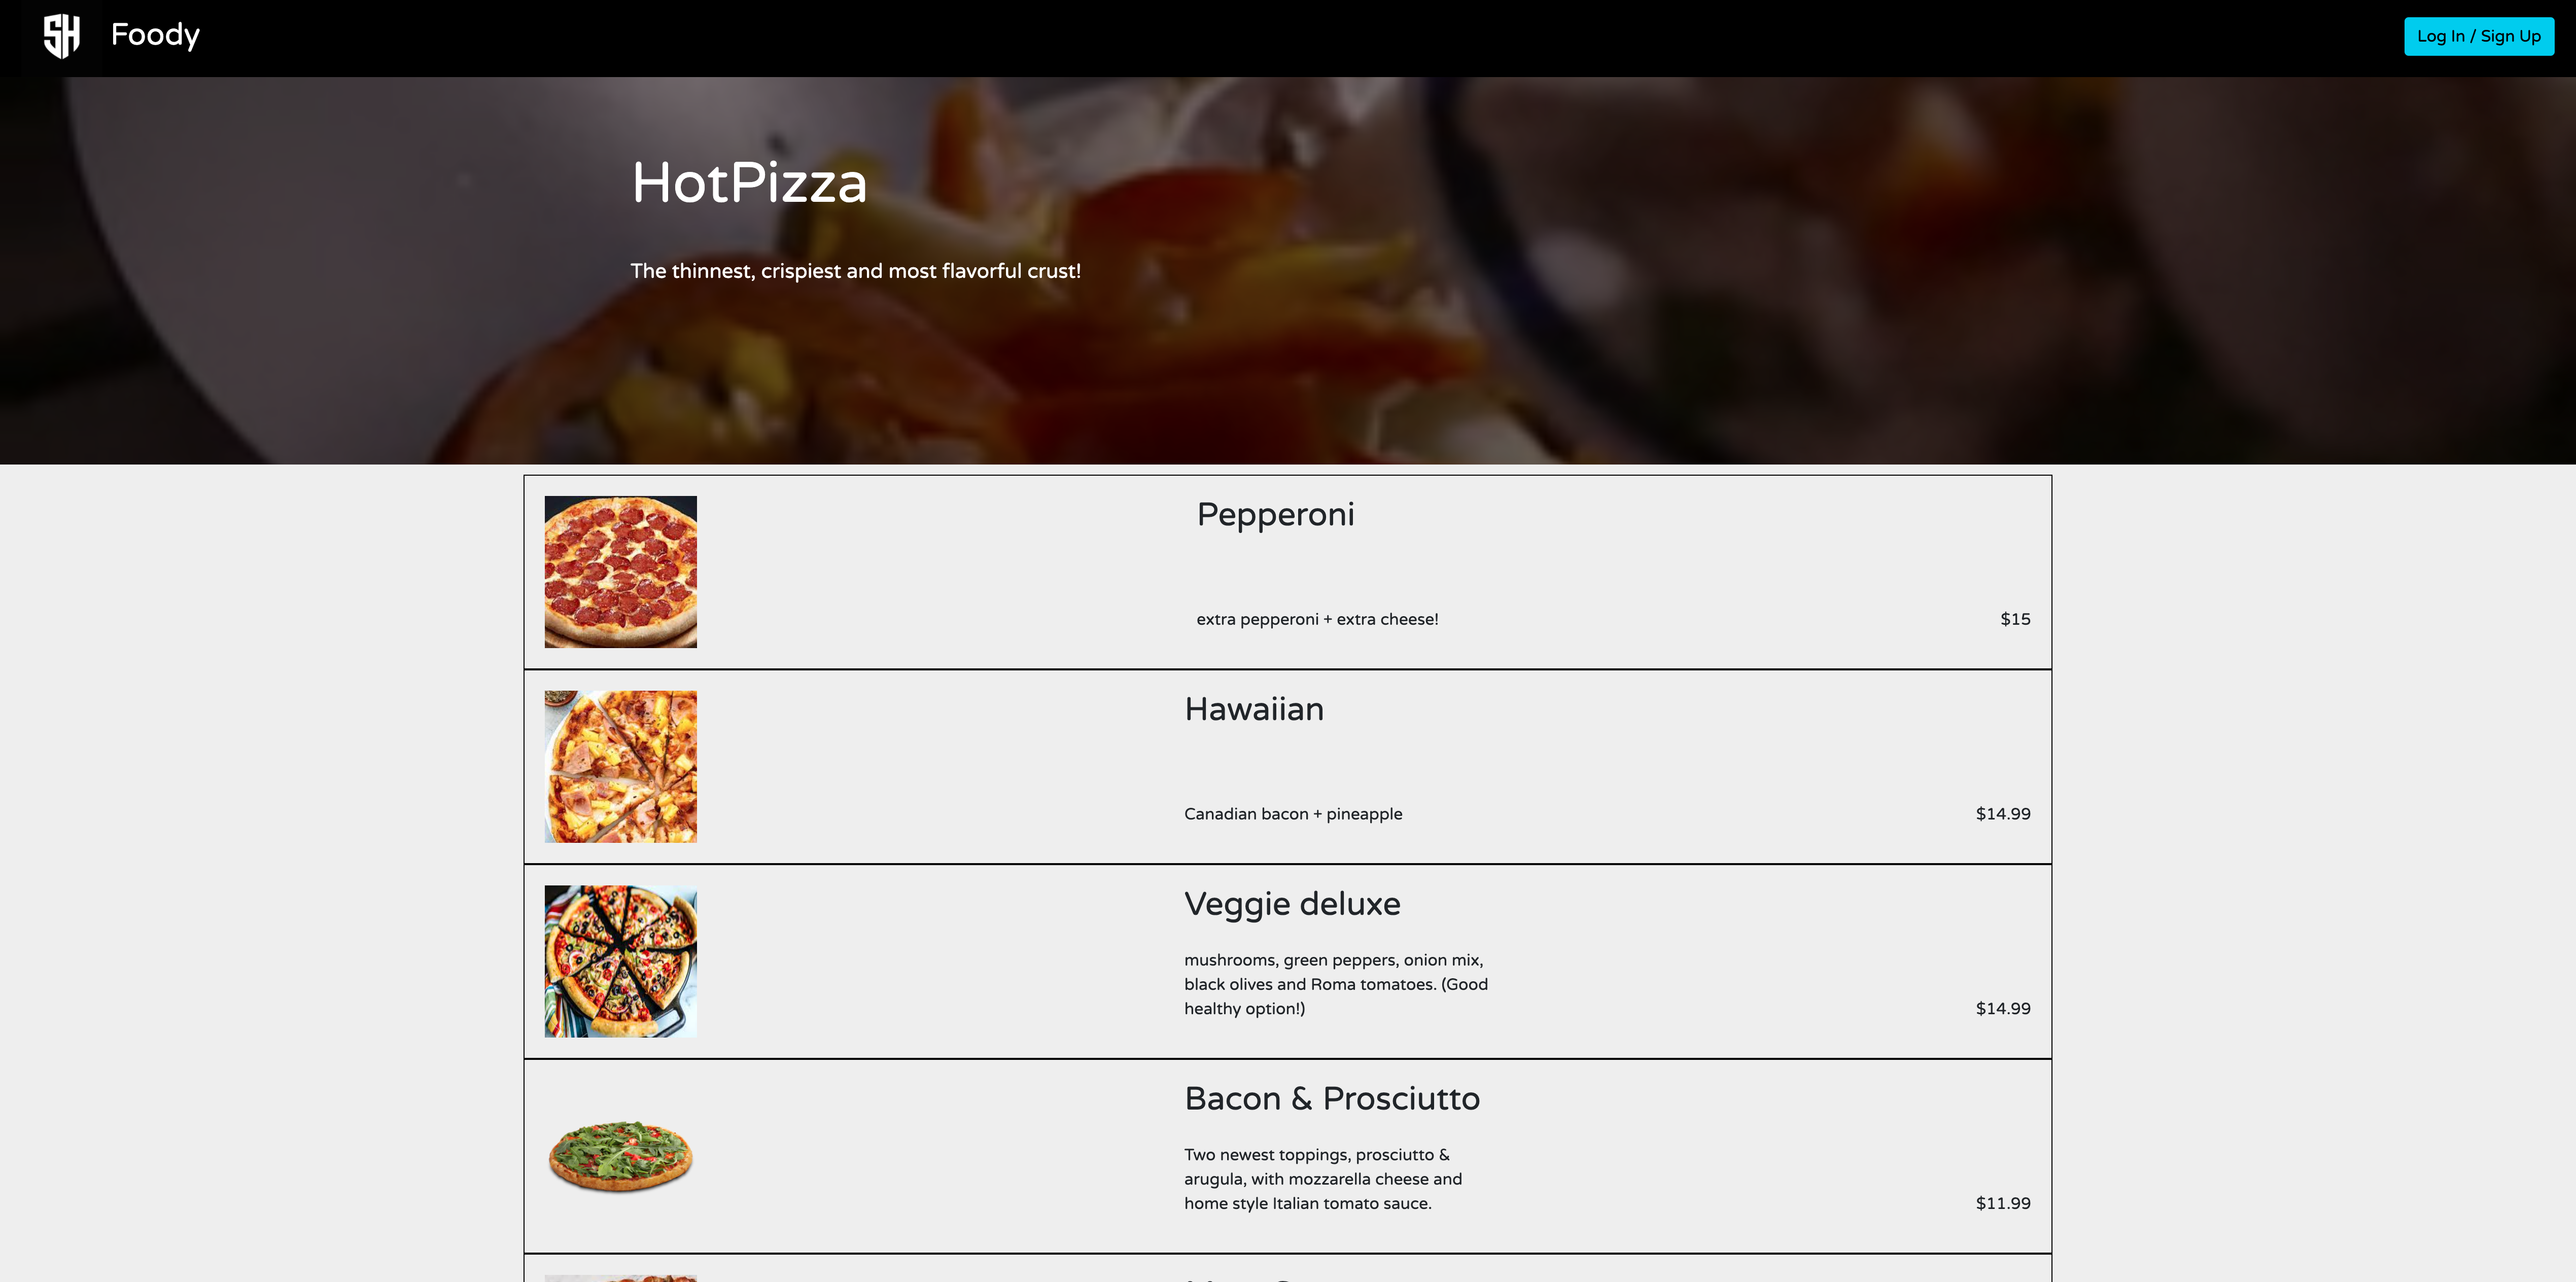 SH
Foody
Log In / Sign Up
HotPizza
The thinnest, crispiest and most flavorful crust!
Pepperoni
extra pepperoni + extra cheese!
$15
Hawaiian
Canadian bacon + pineapple
$14.99
Veggie deluxe
mushrooms, green peppers, onion mix,
black olives and Roma tomatoes. (Good
healthy option!)
$14.99
Bacon & Prosciutto
Two newest toppings, prosciutto &
arugula, with mozzarella cheese and
home style Italian tomato sauce.
$11.99